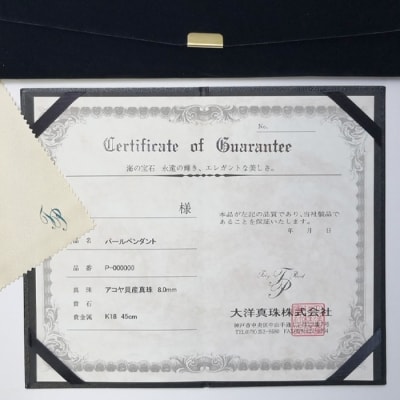 No.
Certificate of Guarantee
海の宝石 永遠の輝き、エレガントな美しさ。
様
本品が左記の品質であり、当社製品で
あることを保証いたします。
年 月 日
品 名 パールペンダント
品 番 P-000000
真 珠 アコヤ貝産真珠 8.0mm
宝 石
貴金属 K18 45cm
TP
大洋真珠株式会社
TP